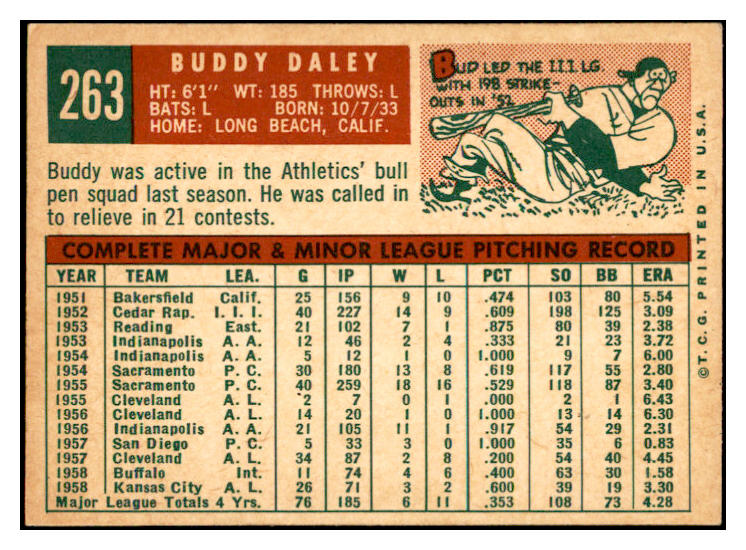 263
BUDDY DALEY
HT: 6'1" WT: 185 THROWS: L
BATS: L BORN: 10/7/33
HOME: LONG BEACH, CALIF.
BUD LED THE I.I.I. LG.
WITH 198 STRIKE-
OUTS IN '52.
Buddy was active in the Athletics' bull
pen squad last season. He was called in
to relieve in 21 contests.
COMPLETE MAJOR & MINOR LEAGUE PITCHING RECORD
YEAR TEAM LEA. G IP W L PCT SO BB ERA
1951 Bakersfield Calif. 25 156 9 10 .474 103 80 5.54
1952 Cedar Rap. I. I. I. 40 227 14 9 .609 198 125 3.09
1953 Reading East. 21 102 7 1 .875 80 39 2.38
1953 Indianapolis A. A. 12 46 2 4 .333 21 23 3.72
1954 Indianapolis A. A. 5 12 1 0 1.000 9 7 6.00
1954 Sacramento P. C. 30 180 13 8 .619 117 55 2.80
1955 Sacramento P. C. 40 259 18 16 .529 118 87 3.40
1955 Cleveland A. L. 2 7 0 1 .000 2 1 6.43
1956 Cleveland A. L. 14 20 1 0 1.000 13 14 6.30
1956 Indianapolis A. A. 21 105 11 1 .917 54 29 2.31
1957 San Diego P. C. 5 33 3 0 1.000 35 6 0.83
1957 Cleveland A. L. 34 87 2 8 .200 54 40 4.45
1958 Buffalo Int. 11 74 4 6 .400 63 30 1.58
1958 Kansas City A. L. 26 71 3 2 .600 39 19 3.30
Major League Totals 4 Yrs. 76 185 6 11 .353 108 73 4.28
© T. C. G. PRINTED IN U.S.A.